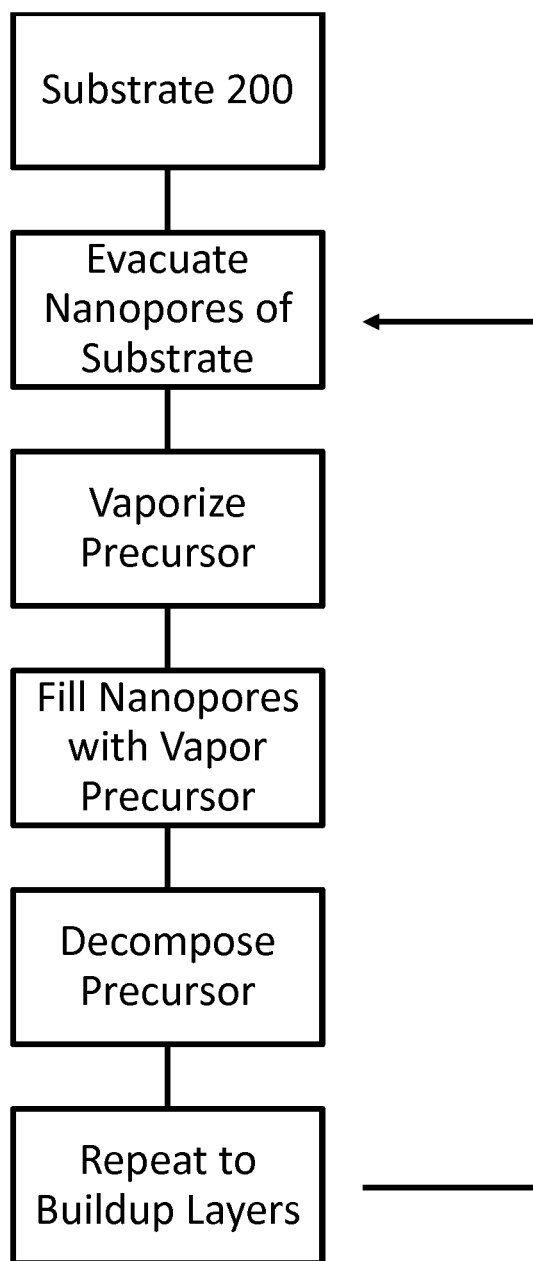 Substrate 200
Evacuate
Nanopores of
Substrate
Vaporize
Precursor
Fill Nanopores
with Vapor
Precursor
Decompose
Precursor
Repeat to
Buildup Layers